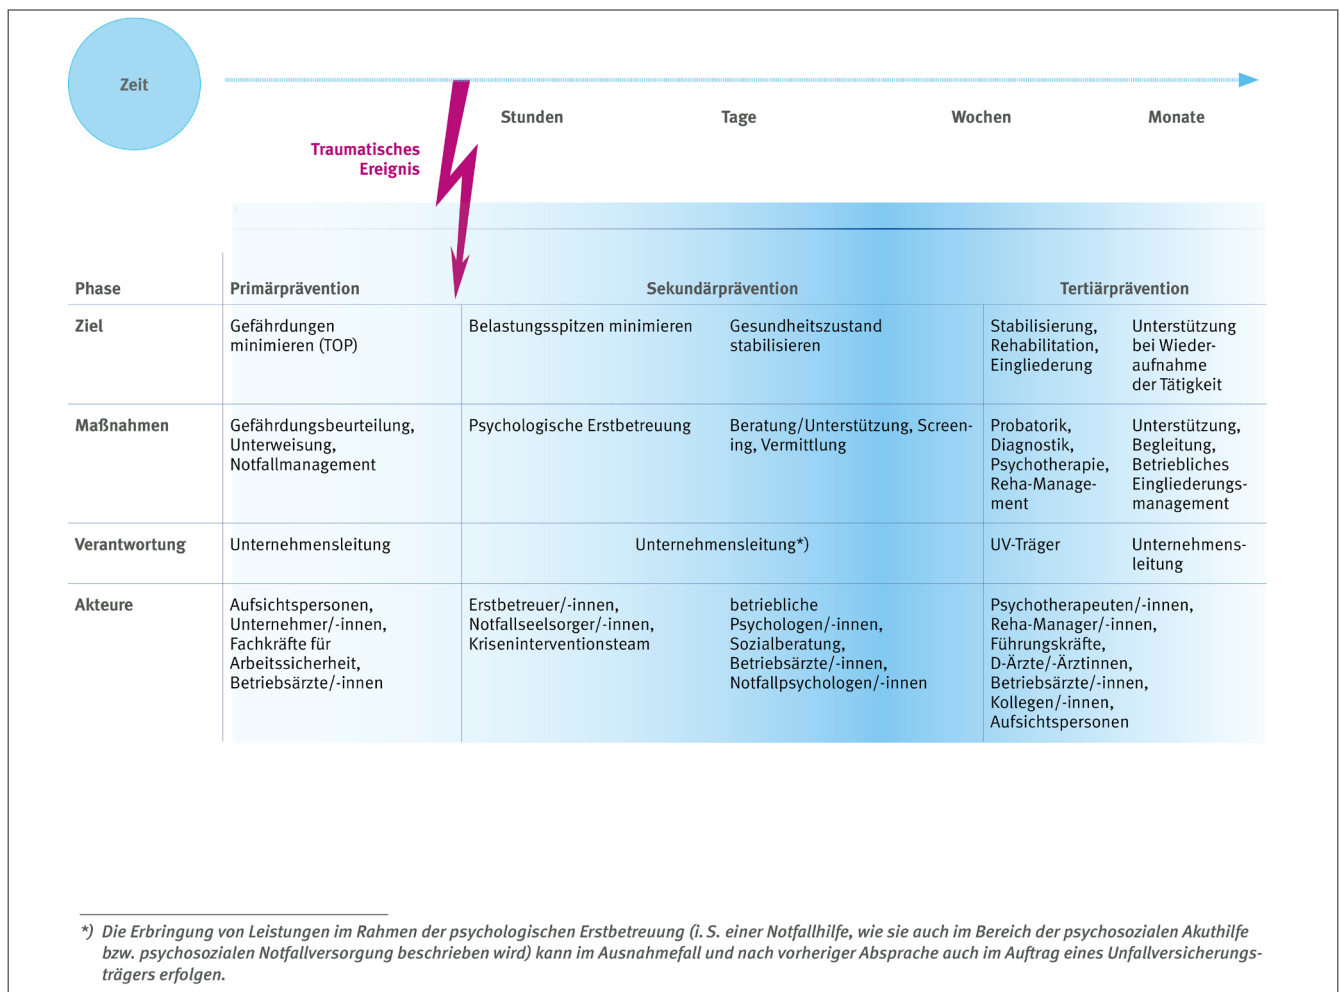 Zeit
Stunden Tage Wochen Monate
Traumatisches
Ereignis
Phase Primärprävention Sekundärprävention Tertiärprävention
Ziel
Gefährdungen
minimieren (TOP)
Belastungsspitzen minimieren
Gesundheitszustand
stabilisieren
Stabilisierung,
Rehabilitation,
Eingliederung
Unterstützung
bei Wieder-
aufnahme
der Tätigkeit
Maßnahmen
Gefährdungsbeurteilung,
Unterweisung,
Notfallmanagement
Psychologische Erstbetreuung
Beratung/Unterstützung, Screen-
ing, Vermittlung
Probatorik,
Diagnostik,
Psychotherapie,
Reha-Manage-
ment
Unterstützung,
Begleitung,
Betriebliches
Eingliederungs-
management
Verantwortung
Unternehmensleitung
Unternehmensleitung*)
UV-Träger
Unternehmens-
leitung
Akteure
Aufsichtspersonen,
Unternehmer/-innen,
Fachkräfte für
Arbeitssicherheit,
Betriebsärzte/-innen
Erstbetreuer/-innen,
Notfallseelsorger/-innen,
Kriseninterventionsteam
betriebliche
Psychologen/-innen,
Sozialberatung,
Betriebsärzte/-innen,
Notfallpsychologen/-innen
Psychotherapeuten/-innen,
Reha-Manager/-innen,
Führungskräfte,
D-Ärzte/-Ärztinnen,
Betriebsärzte/-innen,
Kollegen/-innen,
Aufsichtspersonen
*) Die Erbringung von Leistungen im Rahmen der psychologischen Erstbetreuung (i. S. einer Notfallhilfe, wie sie auch im Bereich der psychosozialen Akuthilfe
bzw. psychosozialen Notfallversorgung beschrieben wird) kann im Ausnahmefall und nach vorheriger Absprache auch im Auftrag eines Unfallversicherungs-
trägers erfolgen.